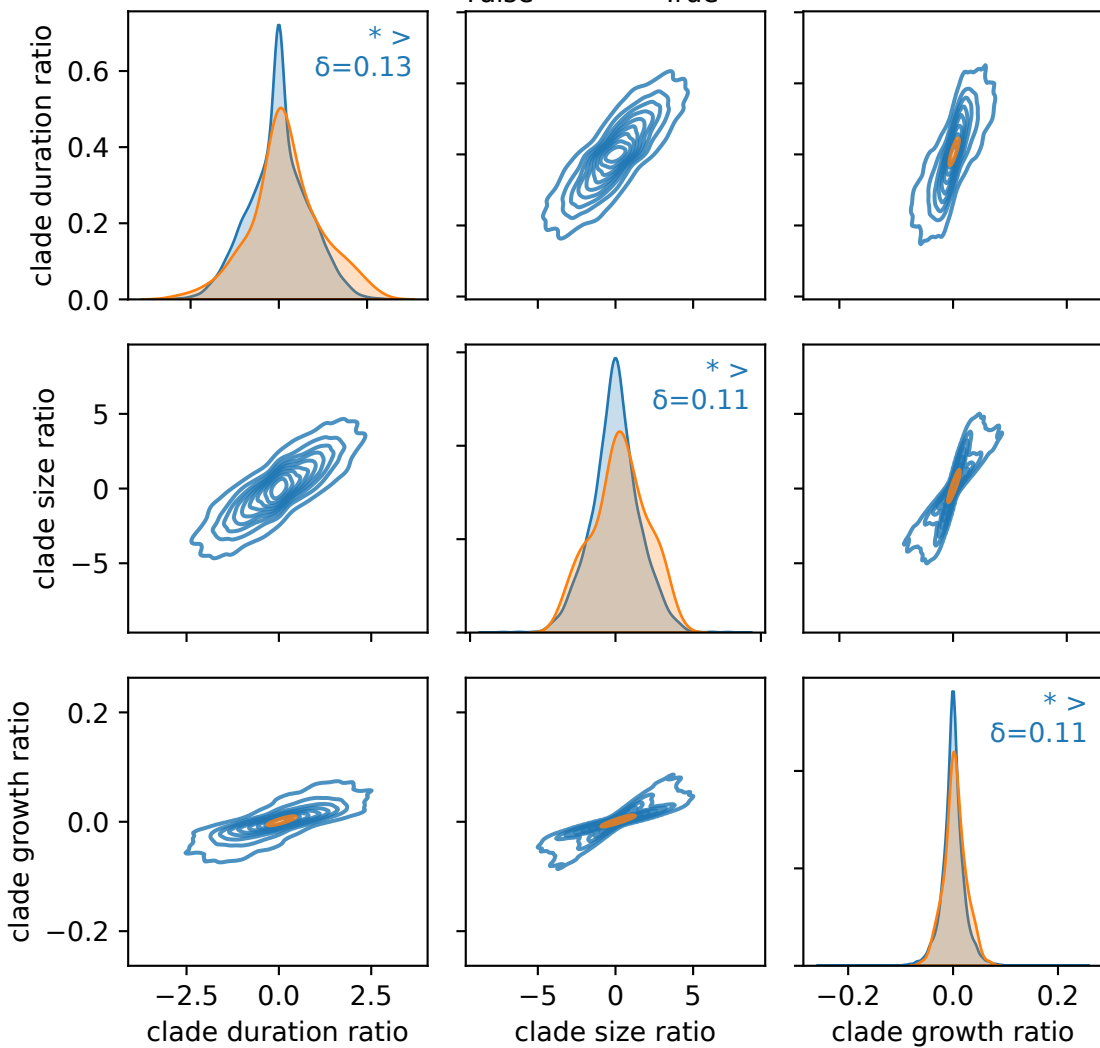 clade duration ratio
0.6
0.4
0.2
0.0
* >
δ=0.13
clade size ratio
5
0
−5
* >
δ=0.11
clade growth ratio
0.2
0.0
−0.2
* >
δ=0.11
−2.5 0.0 2.5
−5 0 5
−0.2 0.0 0.2
clade duration ratio
clade size ratio
clade growth ratio